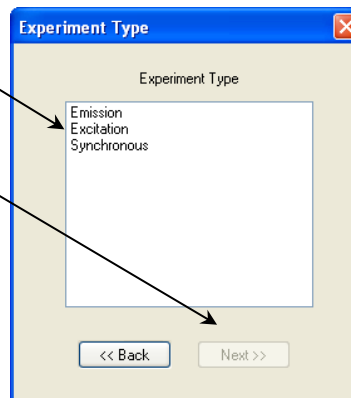 Experiment Type
Experiment Type
Emission
Excitation
Synchronous
<< Back
Next >>